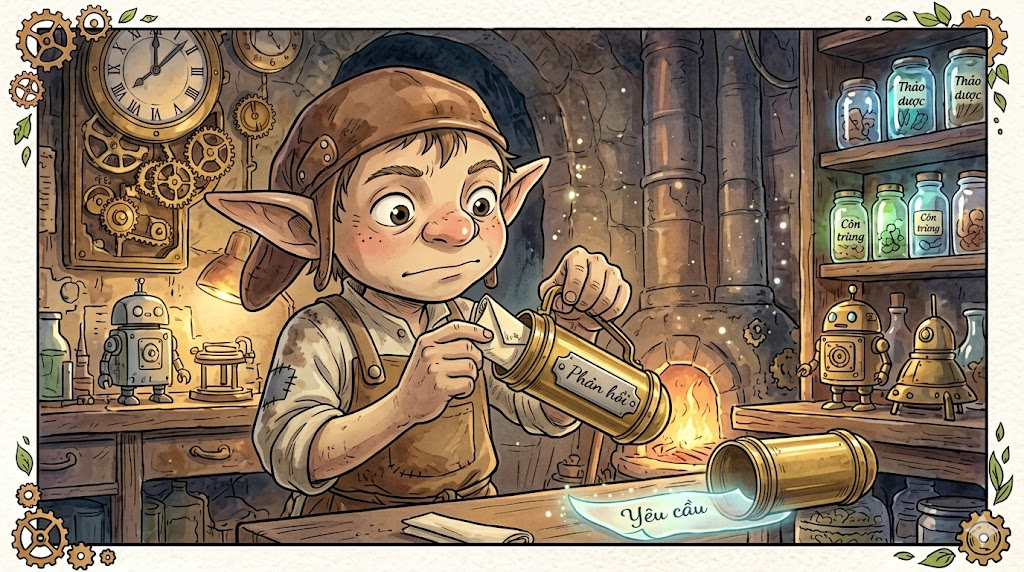 Thảo
dược
Thảo
dược
Côn
trùng
Côn
trùng
Phản hồi
Yêu cầu